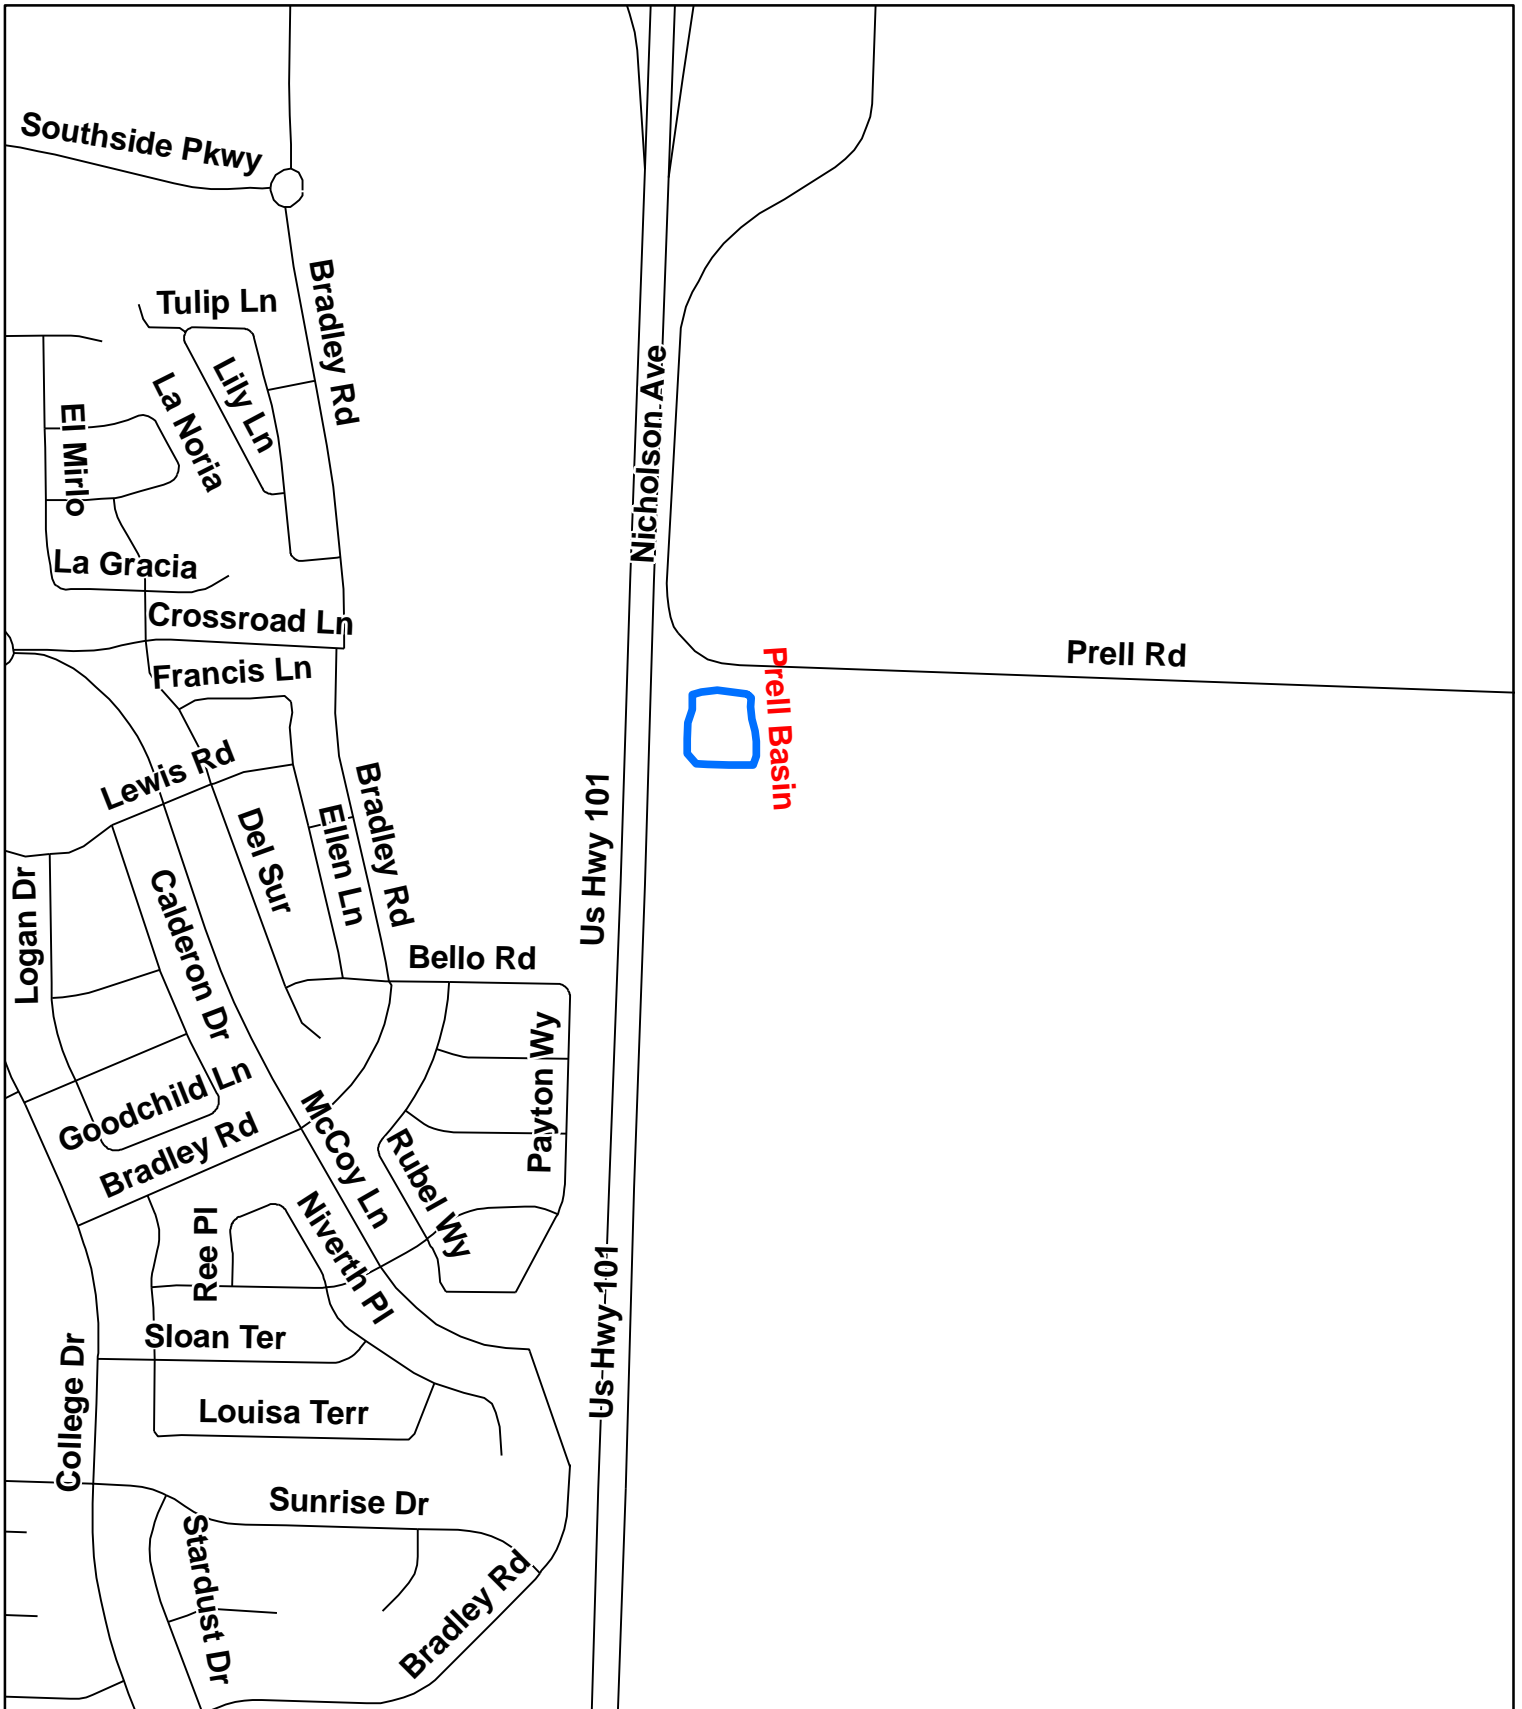 Southside Pkwy
Bradley Rd
Tulip Ln
Lily Ln
La Noria
El Mirlo
Nicholson Ave
La Gracia
Crossroad Ln
Francis Ln
Prell Rd
Prell Basin
Lewis Rd
Bradley Rd
Ellen Ln
Del Sur
Us Hwy 101
Calderon Dr
Logan Dr
Bello Rd
Payton Wy
Goodchild Ln
Bradley Rd
McCoy Ln
Rubel Wy
Niverth Pl
Ree Pl
Us Hwy 101
Sloan Ter
College Dr
Louisa Terr
Sunrise Dr
Stardust Dr
Bradley Rd